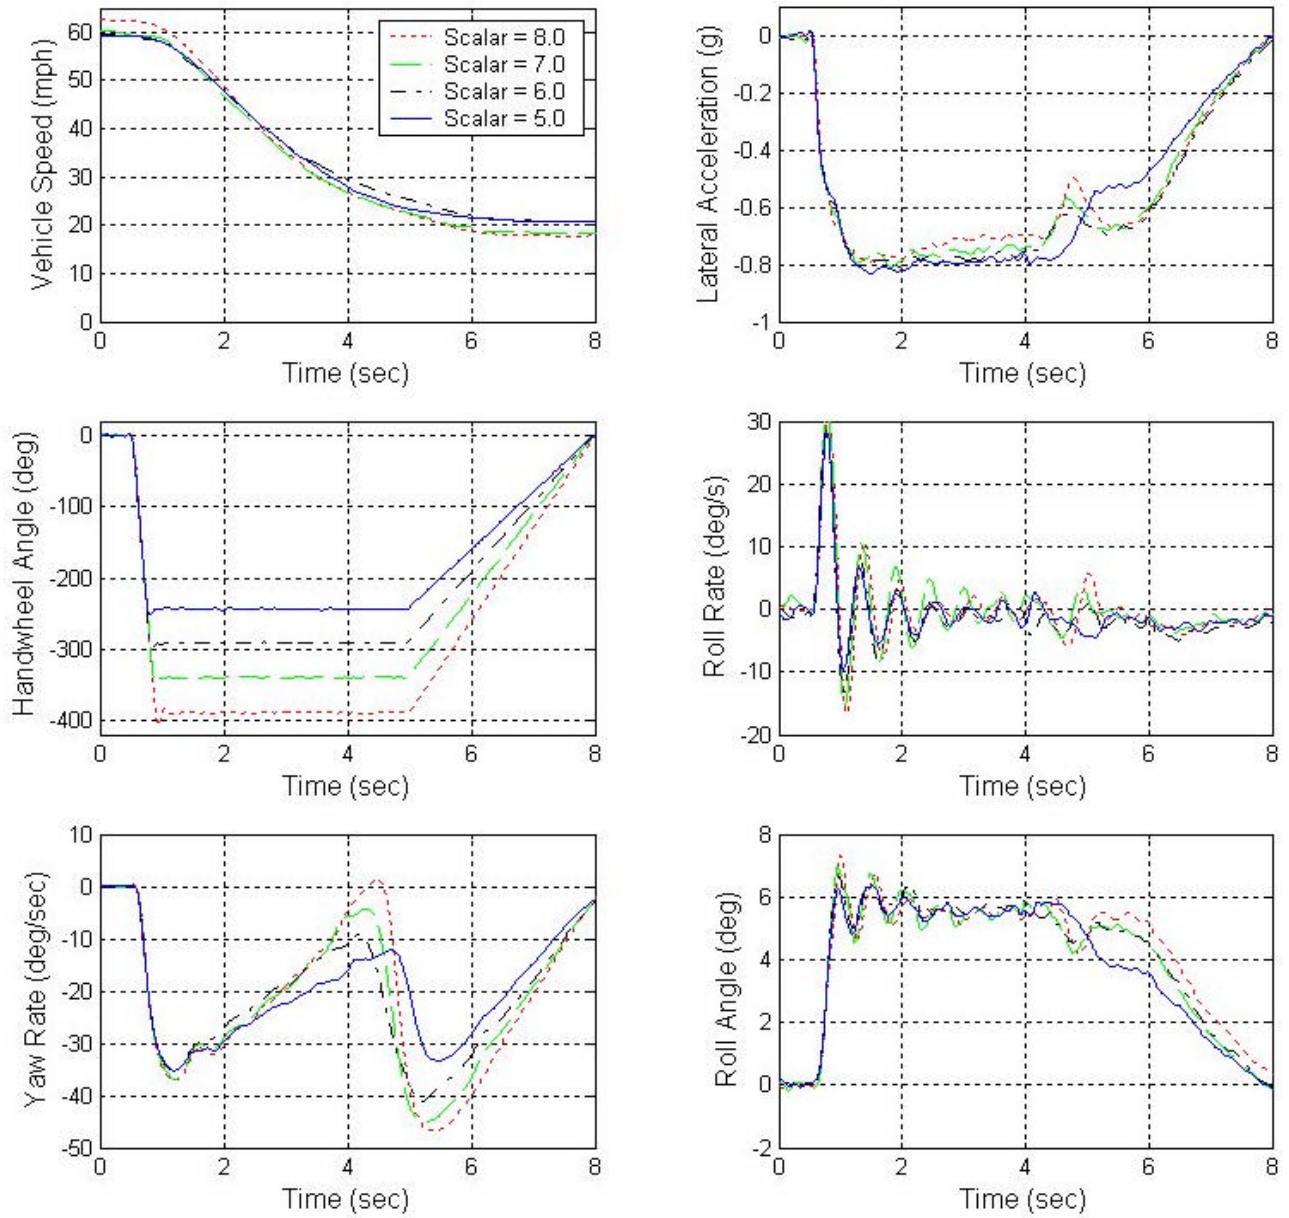 Vehicle Speed (mph)
60
50
40
30
20
10
0
0 2 4 6 8
Time (sec)
Scalar = 8.0
Scalar = 7.0
Scalar = 6.0
Scalar = 5.0
Lateral Acceleration (g)
0
-0.2
-0.4
-0.6
-0.8
-1
0 2 4 6 8
Time (sec)
Handwheel Angle (deg)
0
-100
-200
-300
-400
0 2 4 6 8
Time (sec)
Roll Rate (deg/s)
30
20
10
0
-10
-20
0 2 4 6 8
Time (sec)
Yaw Rate (deg/sec)
10
0
-10
-20
-30
-40
-50
0 2 4 6 8
Time (sec)
Roll Angle (deg)
8
6
4
2
0
-2
0 2 4 6 8
Time (sec)